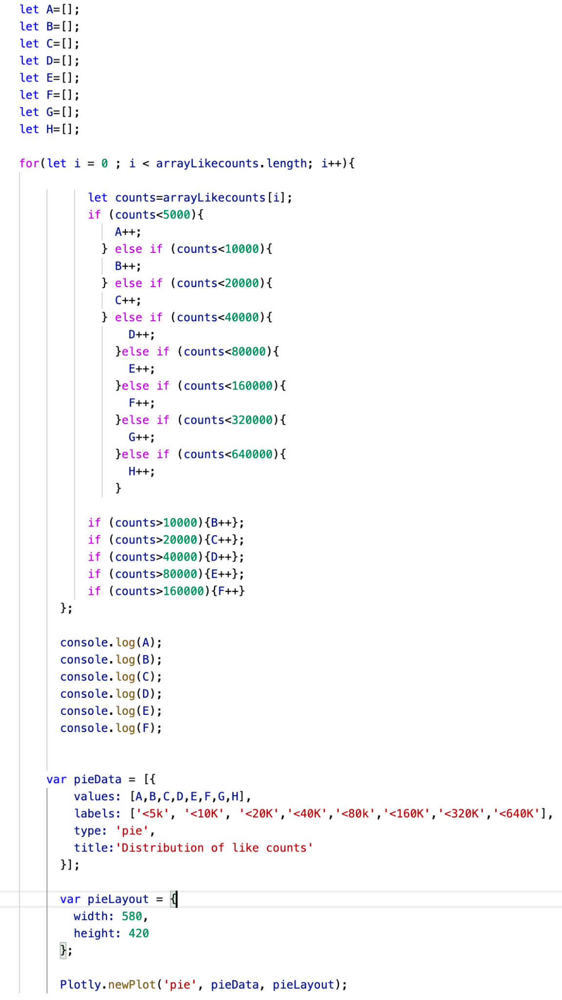 let A=[];
let B=[];
let C=[];
let D=[];
let E=[];
let F=[];
let G=[];
let H=[];
for(let i = 0 ; i < arrayLikecounts.length; i++){
let counts=arrayLikecounts[i];
if (counts<5000){
A++;
} else if (counts<10000){
B++;
} else if (counts<20000){
C++;
} else if (counts<40000){
D++;
}else if (counts<80000){
E++;
}else if (counts<160000){
F++;
}else if (counts<320000){
G++;
}else if (counts<640000){
H++;
}
if (counts>10000){B++};
if (counts>20000){C++};
if (counts>40000){D++};
if (counts>80000){E++};
if (counts>160000){F++}
};
console.log(A);
console.log(B);
console.log(C);
console.log(D);
console.log(E);
console.log(F);
var pieData = [{
values: [A,B,C,D,E,F,G,H],
labels: ['<5k', '<10K', '<20K','<40K','<80k','<160K','<320K','<640K'],
type: 'pie',
title:'Distribution of like counts'
}];
var pieLayout = {
width: 580,
height: 420
};
Plotly.newPlot('pie', pieData, pieLayout);